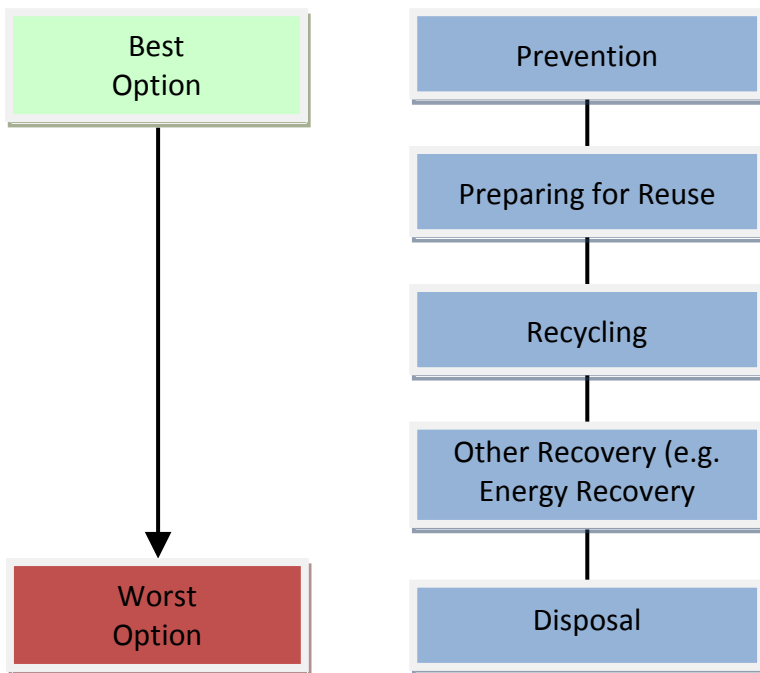 Best
Option
Prevention
Preparing for Reuse
Recycling
Other Recovery (e.g.
Energy Recovery
Worst
Option
Disposal